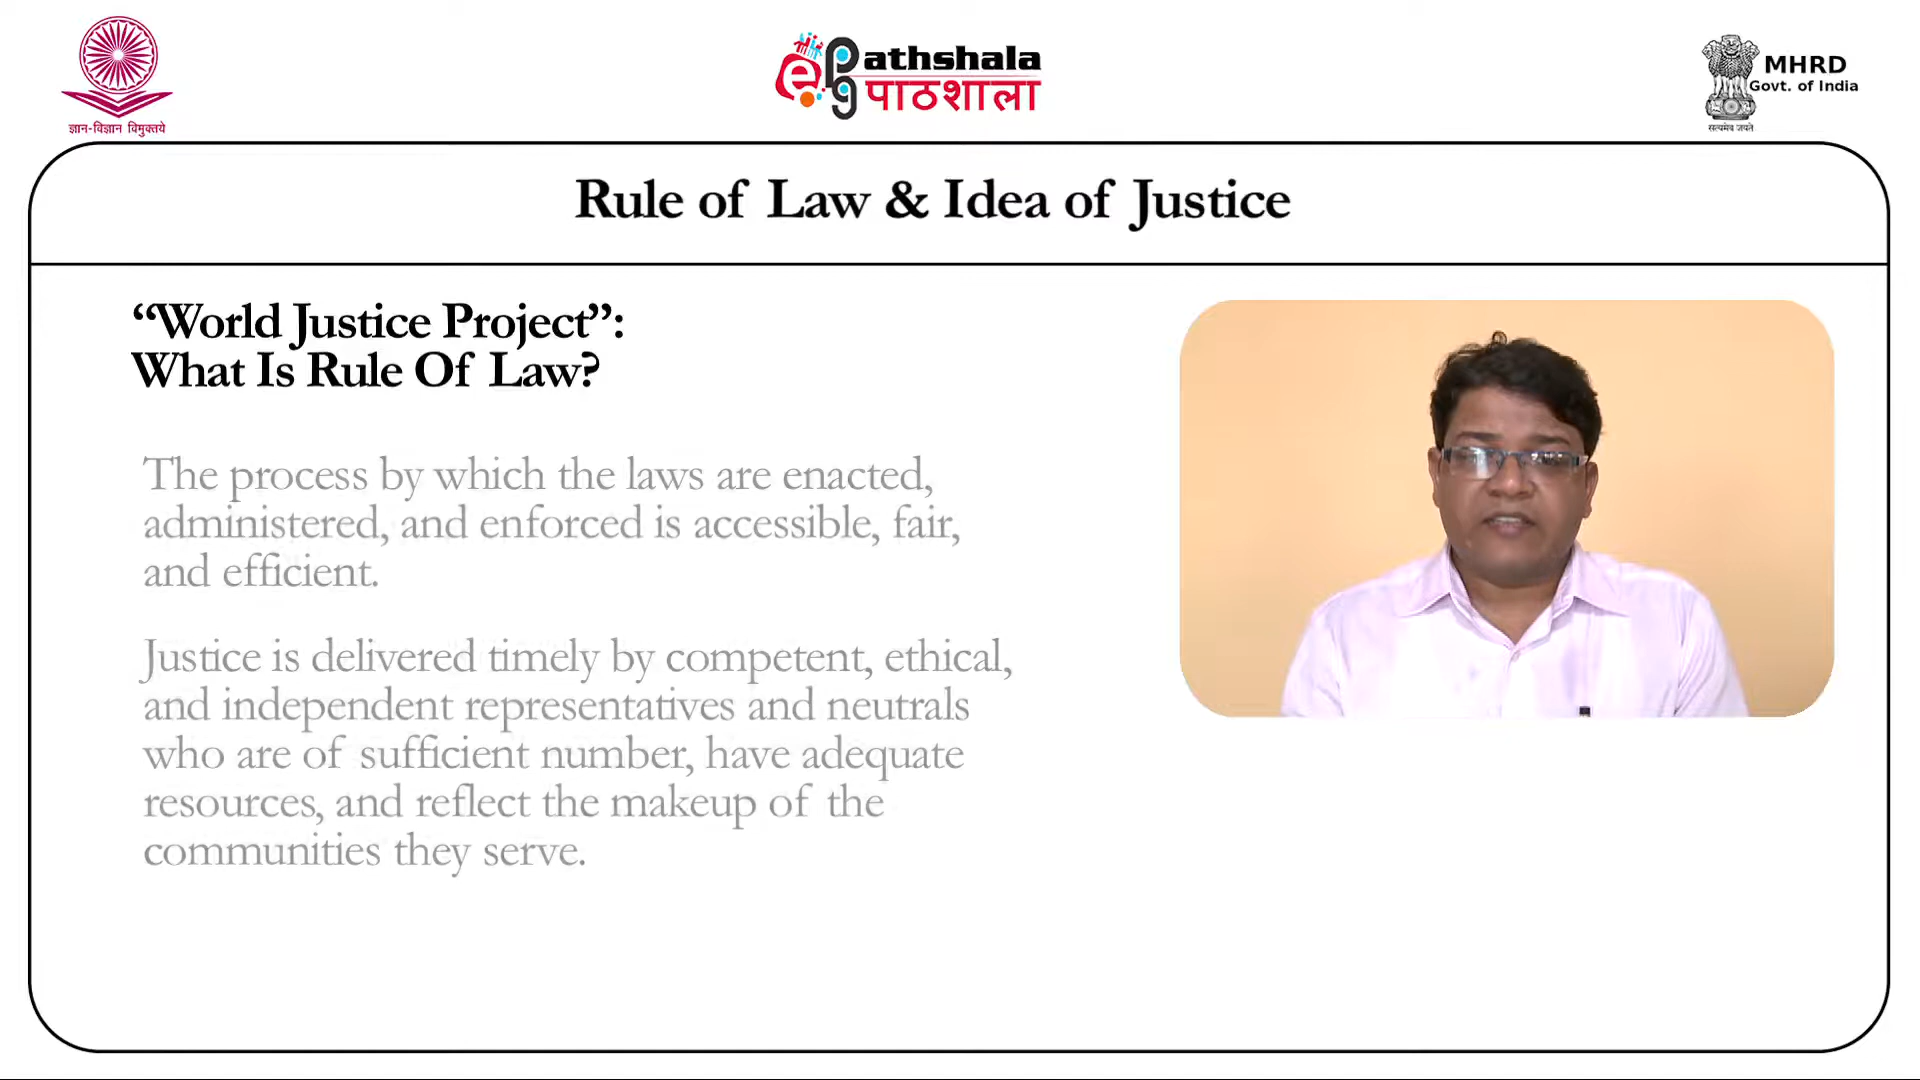 ज्ञान-विज्ञान विमुक्तये
ePGathshala
पाठशाला
MHRD
Govt. of India
सत्यमेव जयते
Rule of Law & Idea of Justice
“World Justice Project”:
What Is Rule Of Law?
The process by which the laws are enacted,
administered, and enforced is accessible, fair,
and efficient.
Justice is delivered timely by competent, ethical,
and independent representatives and neutrals
who are of sufficient number, have adequate
resources, and reflect the makeup of the
communities they serve.